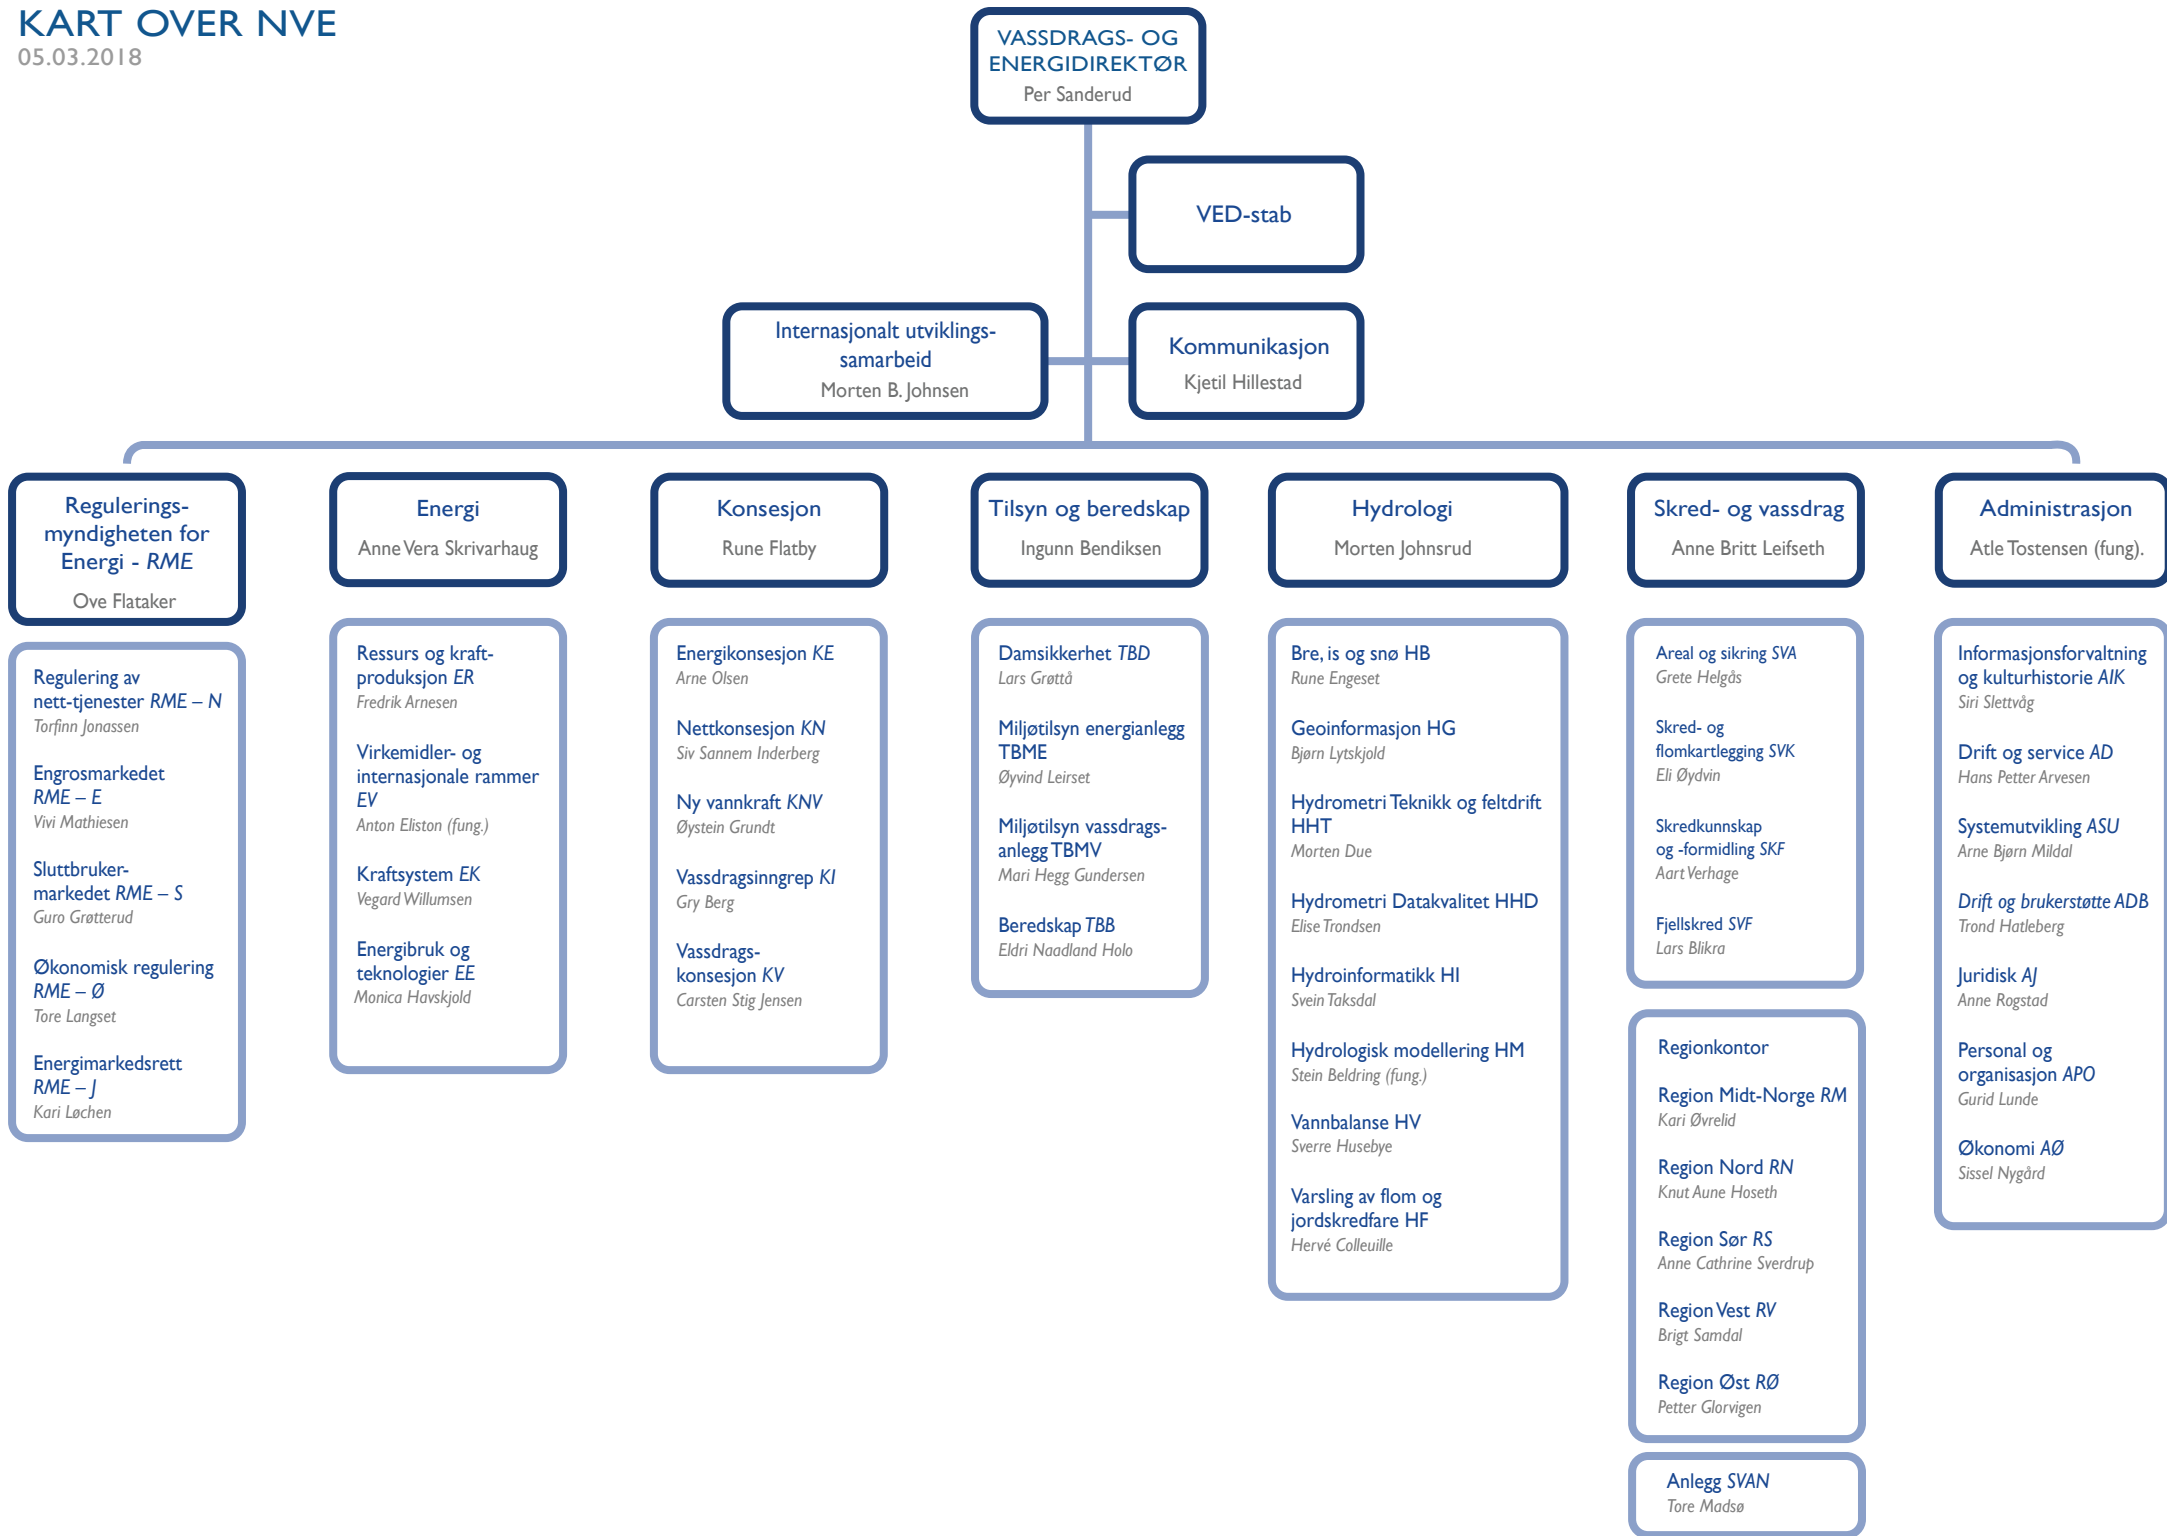 KART OVER NVE
05.03.2018
VASSDRAGS- OG
ENERGIDIREKTØR
Per Sanderud
VED-stab
Internasjonalt utviklings-
samarbeid
Morten B. Johnsen
Kommunikasjon
Kjetil Hillestad
Regulerings-
myndigheten for
Energi - RME
Ove Flataker
Regulering av
nett-tjenester RME – N
Torfinn Jonassen
Engrosmarkedet
RME – E
Vivi Mathiesen
Sluttbruker-
markedet RME – S
Guro Grøtterud
Økonomisk regulering
RME – Ø
Tore Langset
Energimarkedsrett
RME – J
Kari Løchen
Energi
Anne Vera Skrivarhaug
Ressurs og kraft-
produksjon ER
Fredrik Arnesen
Virkemidler- og
internasjonale rammer
EV
Anton Eliston (fung.)
Kraftsystem EK
Vegard Willumsen
Energibruk og
teknologier EE
Monica Havskjold
Konsesjon
Rune Flatby
Energikonsesjon KE
Arne Olsen
Nettkonsesjon KN
Siv Sannem Inderberg
Ny vannkraft KNV
Øystein Grundt
Vassdragsinngrep KI
Gry Berg
Vassdrags-
konsesjon KV
Carsten Stig Jensen
Tilsyn og beredskap
Ingunn Bendiksen
Damsikkerhet TBD
Lars Grøttå
Miljøtilsyn energianlegg
TBME
Øyvind Leirset
Miljøtilsyn vassdrags-
anlegg TBMV
Mari Hegg Gundersen
Beredskap TBB
Eldri Naadland Holo
Hydrologi
Morten Johnsrud
Bre, is og snø HB
Rune Engeset
Geoinformasjon HG
Bjørn Lytskjold
Hydrometri Teknikk og feltdrift
HHT
Morten Due
Hydrometri Datakvalitet HHD
Elise Trondsen
Hydroinformatikk HI
Svein Taksdal
Hydrologisk modellering HM
Stein Beldring (fung.)
Vannbalanse HV
Sverre Husebye
Varsling av flom og
jordskredfare HF
Hervé Colleuille
Skred- og vassdrag
Anne Britt Leifseth
Areal og sikring SVA
Grete Helgås
Skred- og
flomkartlegging SVK
Eli Øydvin
Skredkunnskap
og -formidling SKF
Aart Verhage
Fjellskred SVF
Lars Blikra
Regionkontor
Region Midt-Norge RM
Kari Øvrelid
Region Nord RN
Knut Aune Hoseth
Region Sør RS
Anne Cathrine Sverdrup
Region Vest RV
Brigt Samdal
Region Øst RØ
Petter Glorvigen
Anlegg SVAN
Tore Madsø
Administrasjon
Atle Tostensen (fung).
Informasjonsforvaltning
og kulturhistorie AIK
Siri Slettvåg
Drift og service AD
Hans Petter Arvesen
Systemutvikling ASU
Arne Bjørn Mildal
Drift og brukerstøtte ADB
Trond Hatleberg
Juridisk AJ
Anne Rogstad
Personal og
organisasjon APO
Gurid Lunde
Økonomi AØ
Sissel Nygård